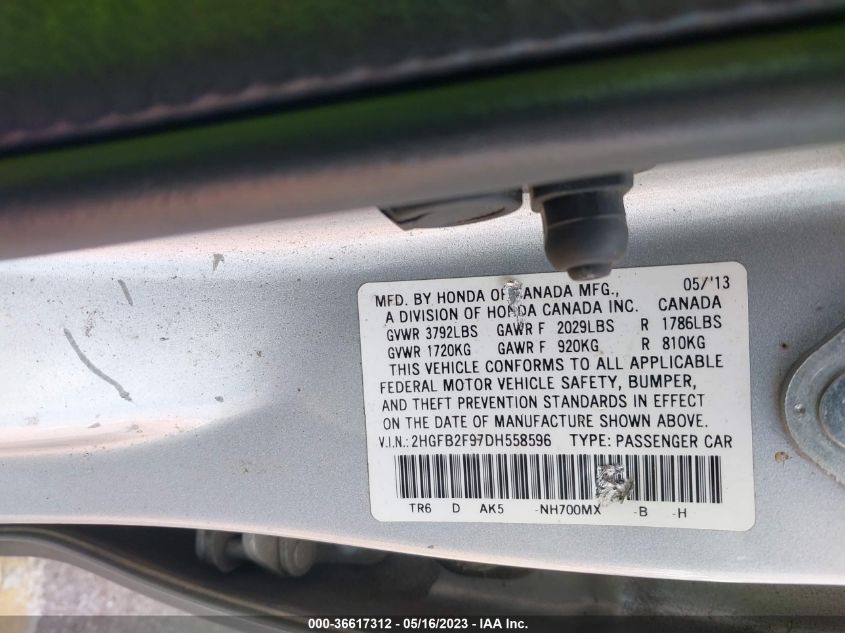 MFD. BY HONDA OF CANADA MFG., 05/'13
A DIVISION OF HONDA CANADA INC. CANADA
GVWR 3792LBS GAWR F 2029LBS R 1786LBS
GVWR 1720KG GAWR F 920KG R 810KG
THIS VEHICLE CONFORMS TO ALL APPLICABLE
FEDERAL MOTOR VEHICLE SAFETY, BUMPER,
AND THEFT PREVENTION STANDARDS IN EFFECT
ON THE DATE OF MANUFACTURE SHOWN ABOVE.
V.I.N.: 2HGFB2F97DH558596 TYPE: PASSENGER CAR
TR6 D AK5 -NH700MX -B -H
000-36617312 - 05/16/2023 - IAA Inc.